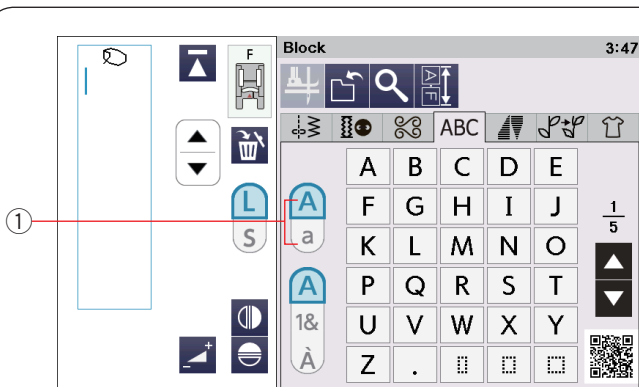 Block 3:47
F
ABC
A B C D E
L A F G H I J 1/5
① S a K L M N O
A P Q R S T
1& U V W X Y
À Z .